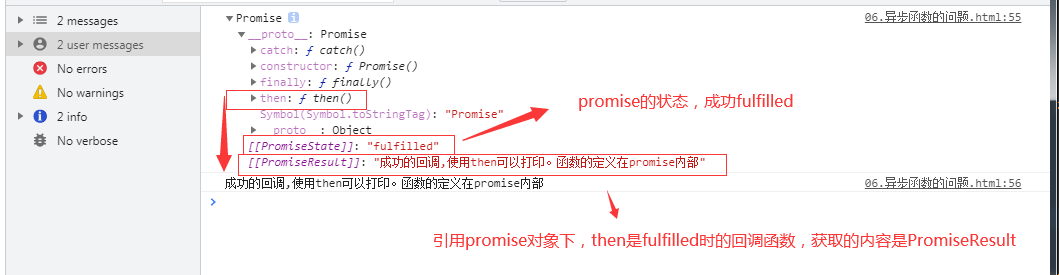 2 messages
2 user messages
No errors
No warnings
2 info
No verbose
Promise i
06.异步函数的问题.html:55
__proto__: Promise
catch: ƒ catch()
constructor: ƒ Promise()
finally: ƒ finally()
then: ƒ then()
Symbol(Symbol.toStringTag): "Promise"
__proto__: Object
[[PromiseState]]: "fulfilled"
[[PromiseResult]]: "成功的回调,使用then可以打印。函数的定义在promise内部"
promise的状态，成功fulfilled
成功的回调,使用then可以打印。函数的定义在promise内部
06.异步函数的问题.html:56
引用promise对象下，then是fulfilled时的回调函数，获取的内容是PromiseResult